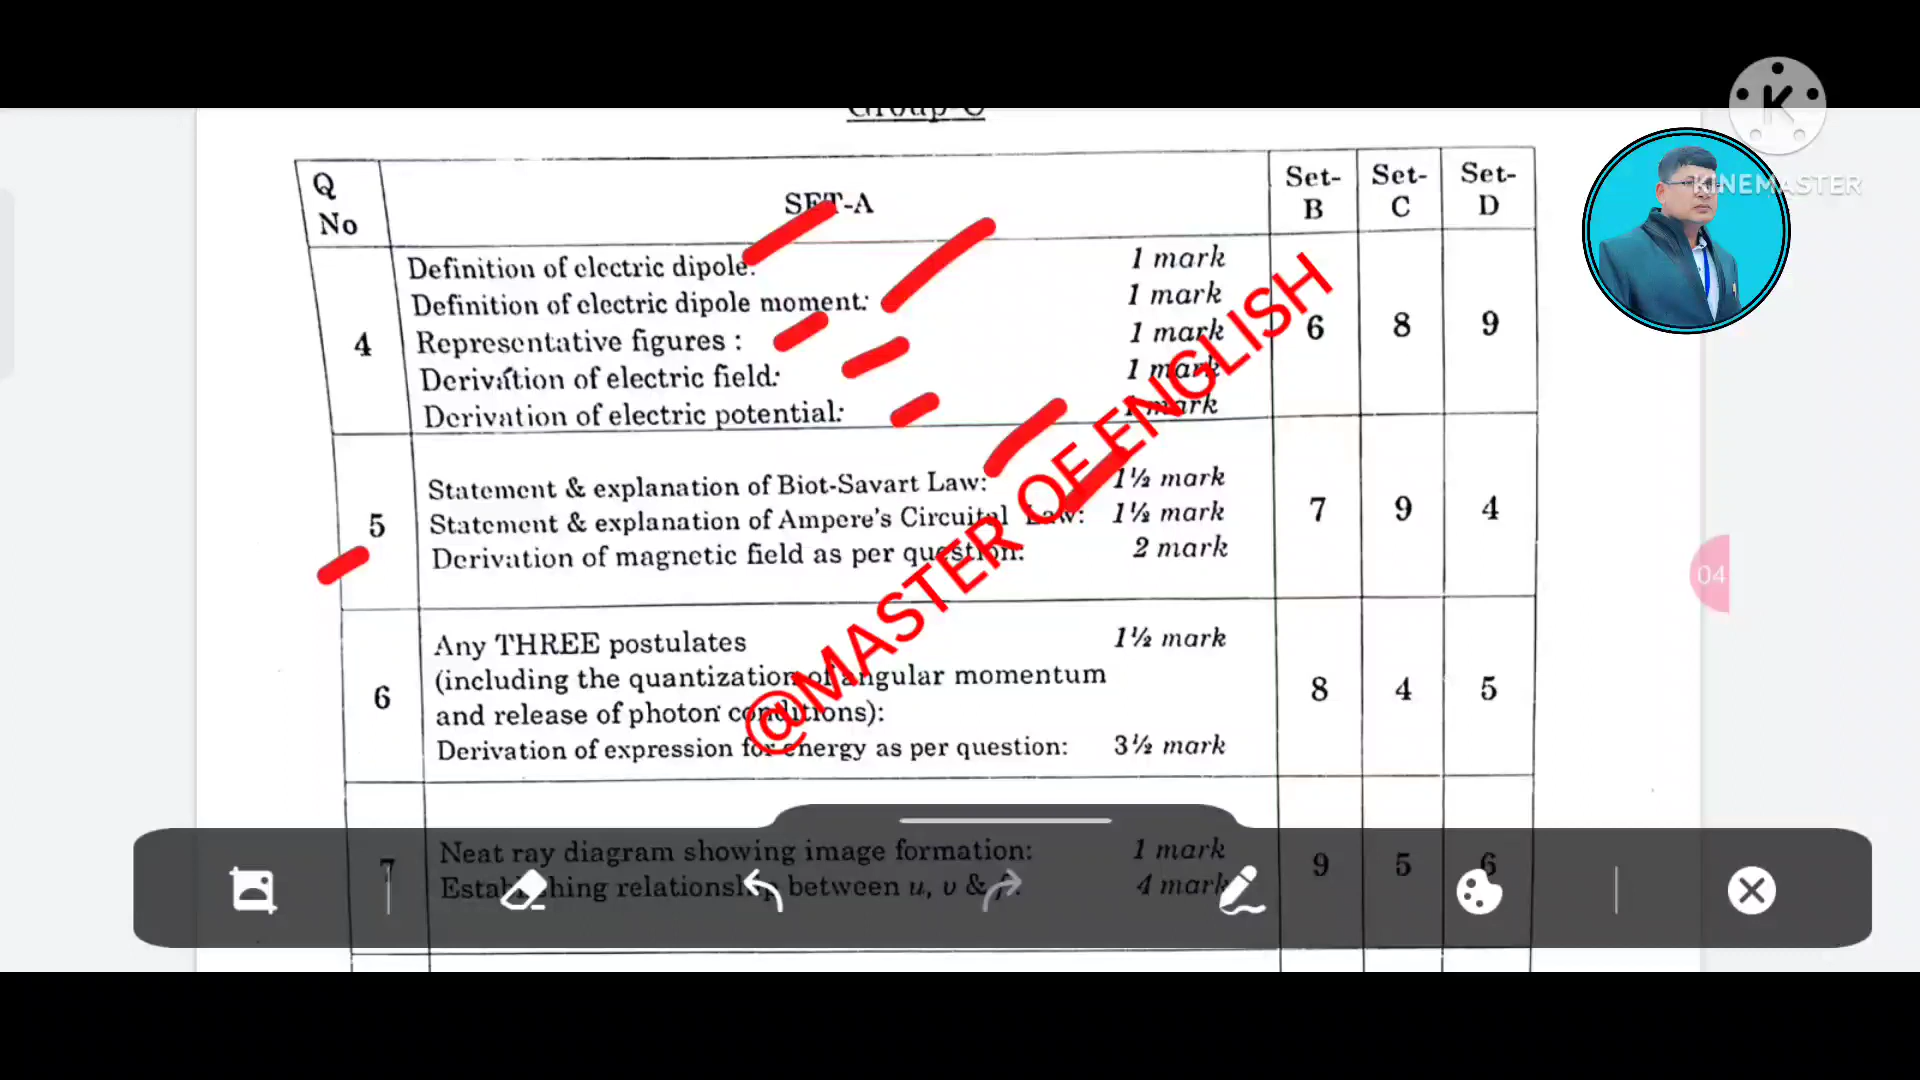 Group-C
KINEMASTER
Q No
SET-A
Set-B
Set-C
Set-D
4
Definition of electric dipole: 1 mark
Definition of electric dipole moment: 1 mark
Representative figures : 1 mark
Derivation of electric field: 1 mark
Derivation of electric potential: 1 mark
6 8 9
5
Statement & explanation of Biot-Savart Law: 1½ mark
Statement & explanation of Ampere's Circuital Law: 1½ mark
Derivation of magnetic field as per question: 2 mark
7 9 4
04
6
Any THREE postulates 1½ mark
(including the quantization of angular momentum
and release of photon conditions):
Derivation of expression for energy as per question: 3½ mark
8 4 5
@MASTER OF ENGLISH
7
Neat ray diagram showing image formation: 1 mark
Establishing relationship between u, v & f: 4 mark
9 5 6